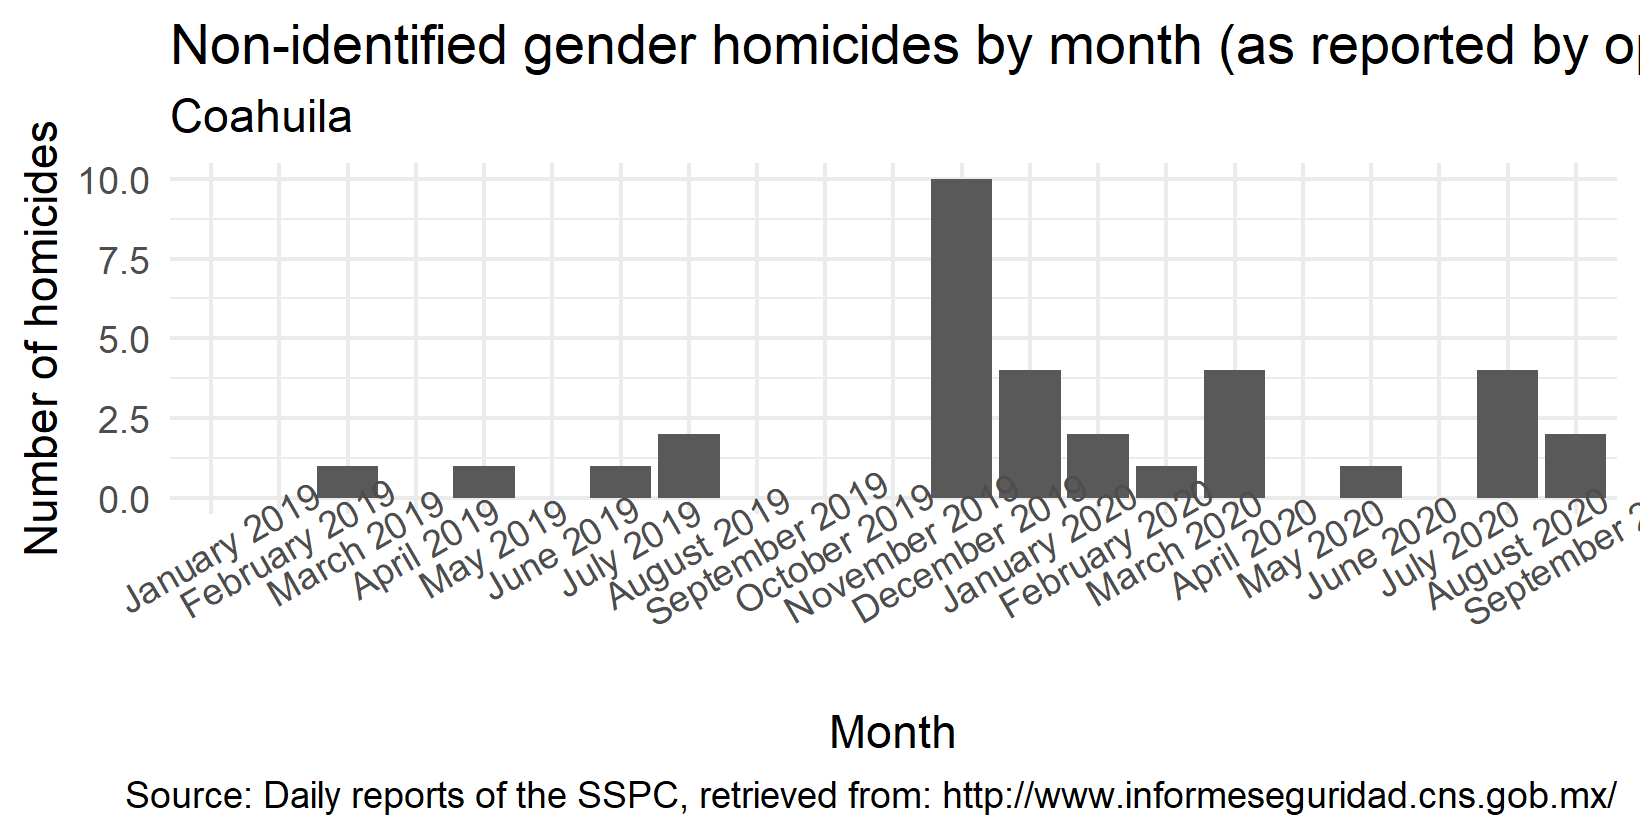 Non-identified gender homicides by month (as reported by
Coahuila
Number of homicides
10.0
7.5
5.0
2.5
0.0
January 2019
February 2019
March 2019
April 2019
May 2019
June 2019
July 2019
August 2019
September 2019
October 2019
November 2019
December 2019
January 2020
February 2020
March 2020
April 2020
May 2020
June 2020
July 2020
August 2020
September
Month
Source: Daily reports of the SSPC, retrieved from: http://www.informeseguridad.cns.gob.mx/